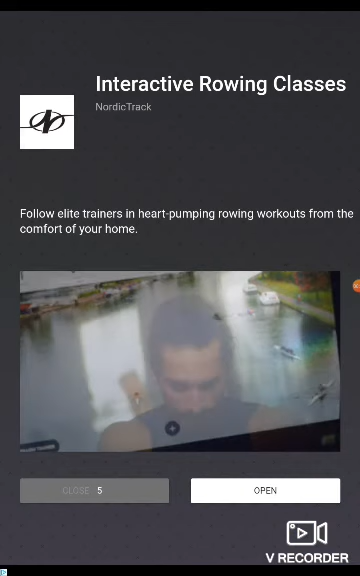 Interactive Rowing Classes
NordicTrack
Follow elite trainers in heart-pumping rowing workouts from the
comfort of your home.
CLOSE 5
OPEN
V RECORDER